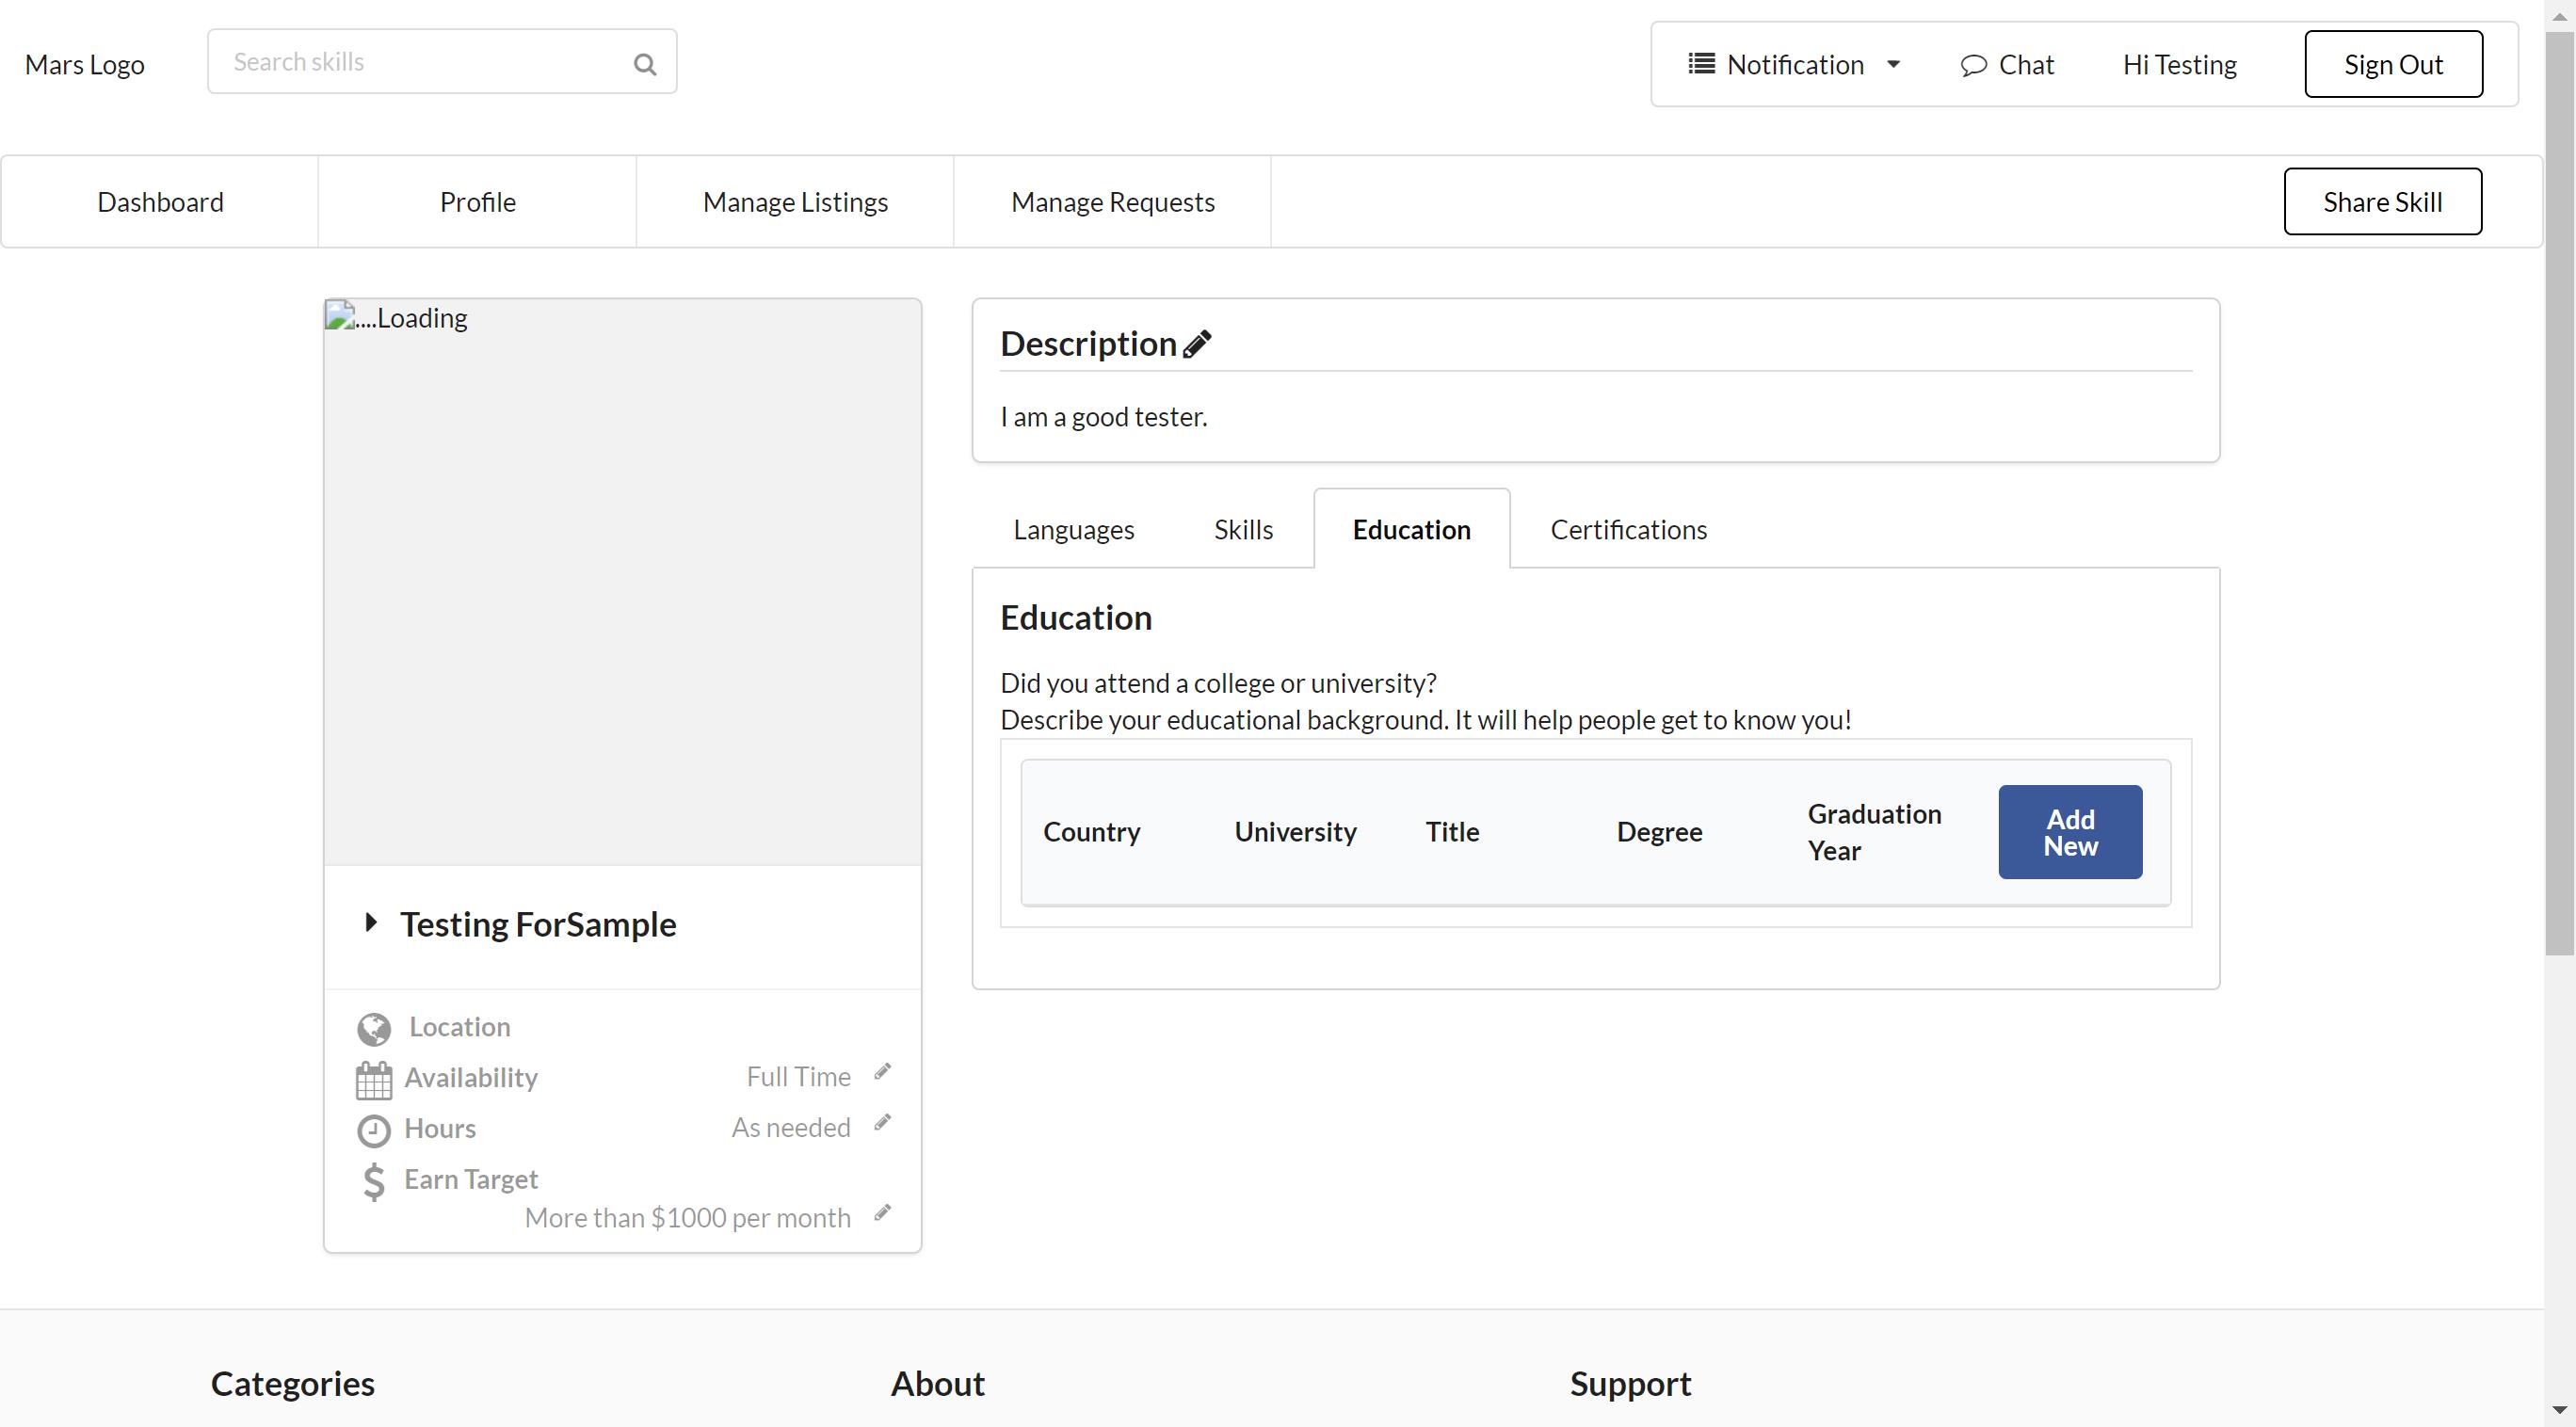 Mars Logo
Search skills
Notification
Chat
Hi Testing
Sign Out
Dashboard
Profile
Manage Listings
Manage Requests
Share Skill
....Loading
Testing ForSample
Location
Availability
Full Time
Hours
As needed
Earn Target
More than $1000 per month
Description
I am a good tester.
Languages
Skills
Education
Certifications
Education
Did you attend a college or university?
Describe your educational background. It will help people get to know you!
Country
University
Title
Degree
Graduation
Year
Add
New
Categories
About
Support